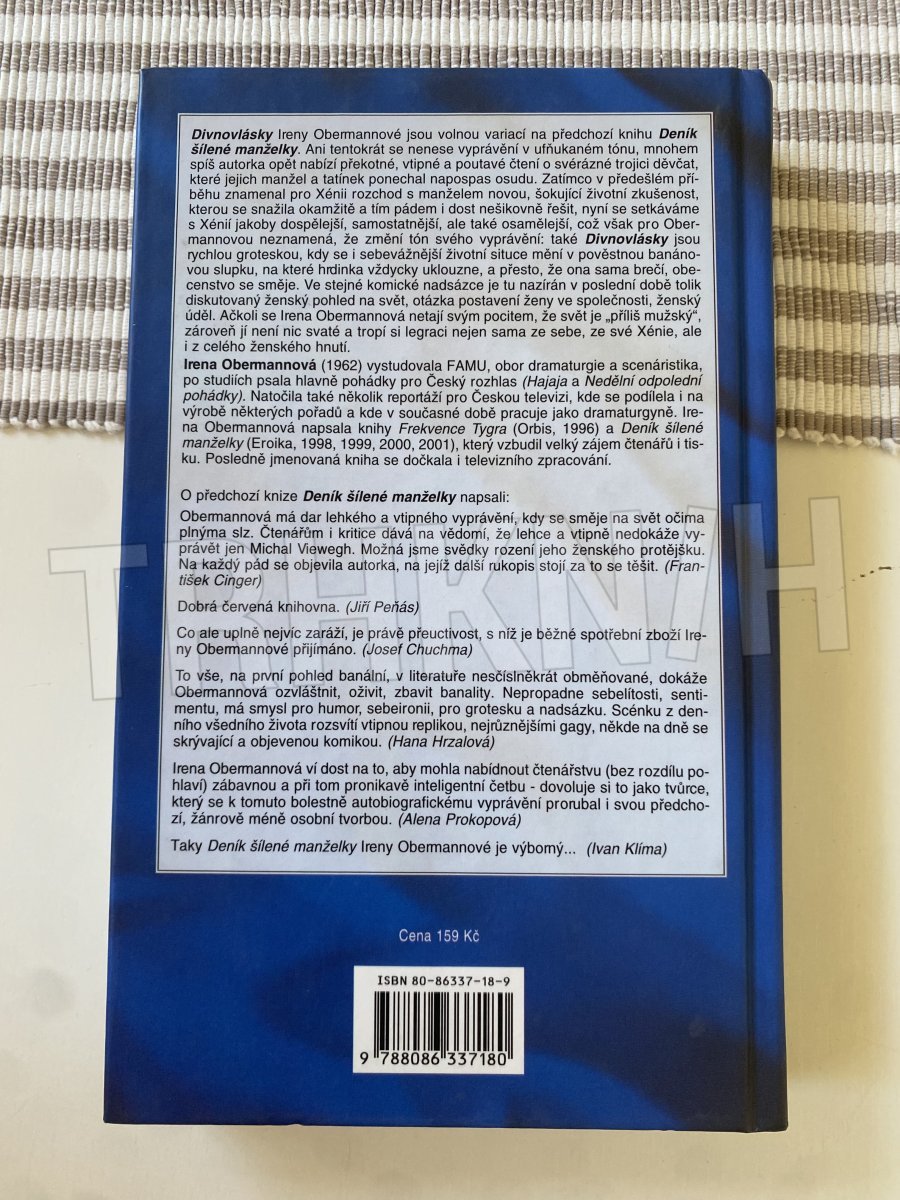 Divnovlásky Ireny Obermannové jsou volnou variací na předchozí knihu Deník
šílené manželky. Ani tentokrát se nenese vyprávění v ufňukaném tónu, mnohem
spíš autorka opět nabízí překotné, vtipné a poutavé čtení o svérázné trojici děvčat,
které jejich manžel a tatínek ponechal napospas osudu. Zatímco v předešlém pří-
běhu znamenal pro Xénii rozchod s manželem novou, šokující životní zkušenost,
kterou se snažila okamžitě a tím pádem i dost nešikovně řešit, nyní se setkáváme
s Xénií jakoby dospělejší, samostatnější, ale také osamělejší, což však pro Ober-
mannovou neznamená, že změní tón svého vyprávění: také Divnovlásky jsou
rychlou groteskou, kdy se i sebevážnější životní situce mění v pověstnou banáno-
vou slupku, na které hrdinka vždycky uklouzne, a přesto, že ona sama brečí, obe-
censtvo se směje. Ve stejné komické nadsázce je tu nazírán v poslední době tolik
diskutovaný ženský pohled na svět, otázka postavení ženy ve společnosti, ženský
úděl. Ačkoli se Irena Obermannová netají svým pocitem, že svět je „příliš mužský“,
zároveň jí není nic svaté a tropí si legraci nejen sama ze sebe, ze své Xénie, ale
i z celého ženského hnutí.
Irena Obermannová (1962) vystudovala FAMU, obor dramaturgie a scenáristika,
po studiích psala hlavně pohádky pro Český rozhlas (Hajaja a Nedělní odpolední
pohádky). Natočila také několik reportáží pro Českou televizi, kde se podílela i na
výrobě některých pořadů a kde v současné době pracuje jako dramaturgyně. Ire-
na Obermannová napsala knihy Frekvence Tygra (Orbis, 1996) a Deník šílené
manželky (Eroika, 1998, 1999, 2000, 2001), který vzbudil velký zájem čtenářů i tis-
ku. Posledně jmenovaná kniha se dočkala i televizního zpracování.
O předchozí knize Deník šílené manželky napsali:
Obermannová má dar lehkého a vtipného vyprávění, kdy se směje na svět očima
plnýma slz. Čtenářům i kritice dává na vědomí, že lehce a vtipně nedokáže vy-
právět jen Michal Viewegh. Možná jsme svědky rození jeho ženského protějšku.
Na každý pád se objevila autorka, na jejíž další rukopis stojí za to se těšit. (Fran-
tišek Cinger)
Dobrá červená knihovna. (Jiří Peňás)
Co ale uplně nejvíc zaráží, je právě přeuctivost, s níž je běžné spotřební zboží Ire-
ny Obermannové přijímáno. (Josef Chuchma)
To vše, na první pohled banální, v literatuře nesčíslněkrát obměňované, dokáže
Obermannová ozvláštnit, oživit, zbavit banality. Nepropadne sebelítosti, senti-
mentu, má smysl pro humor, sebeironii, pro grotesku a nadsázku. Scénku z den-
ního všedního života rozsvítí vtipnou replikou, nejrůznějšími gagy, někde na dně se
skrývající a objevenou komikou. (Hana Hrzalová)
Irena Obermannová ví dost na to, aby mohla nabídnout čtenářstvu (bez rozdílu po-
hlaví) zábavnou a při tom pronikavě inteligentní četbu - dovoluje si to jako tvůrce,
který se k tomuto bolestně autobiografickému vyprávění prorubal i svou předcho-
zí, žánrově méně osobní tvorbou. (Alena Prokopová)
Taky Deník šílené manželky Ireny Obermannové je výborný... (Ivan Klíma)
TRHKNIH
Cena 159 Kč
ISBN 80-86337-18-9
9 788086 337180